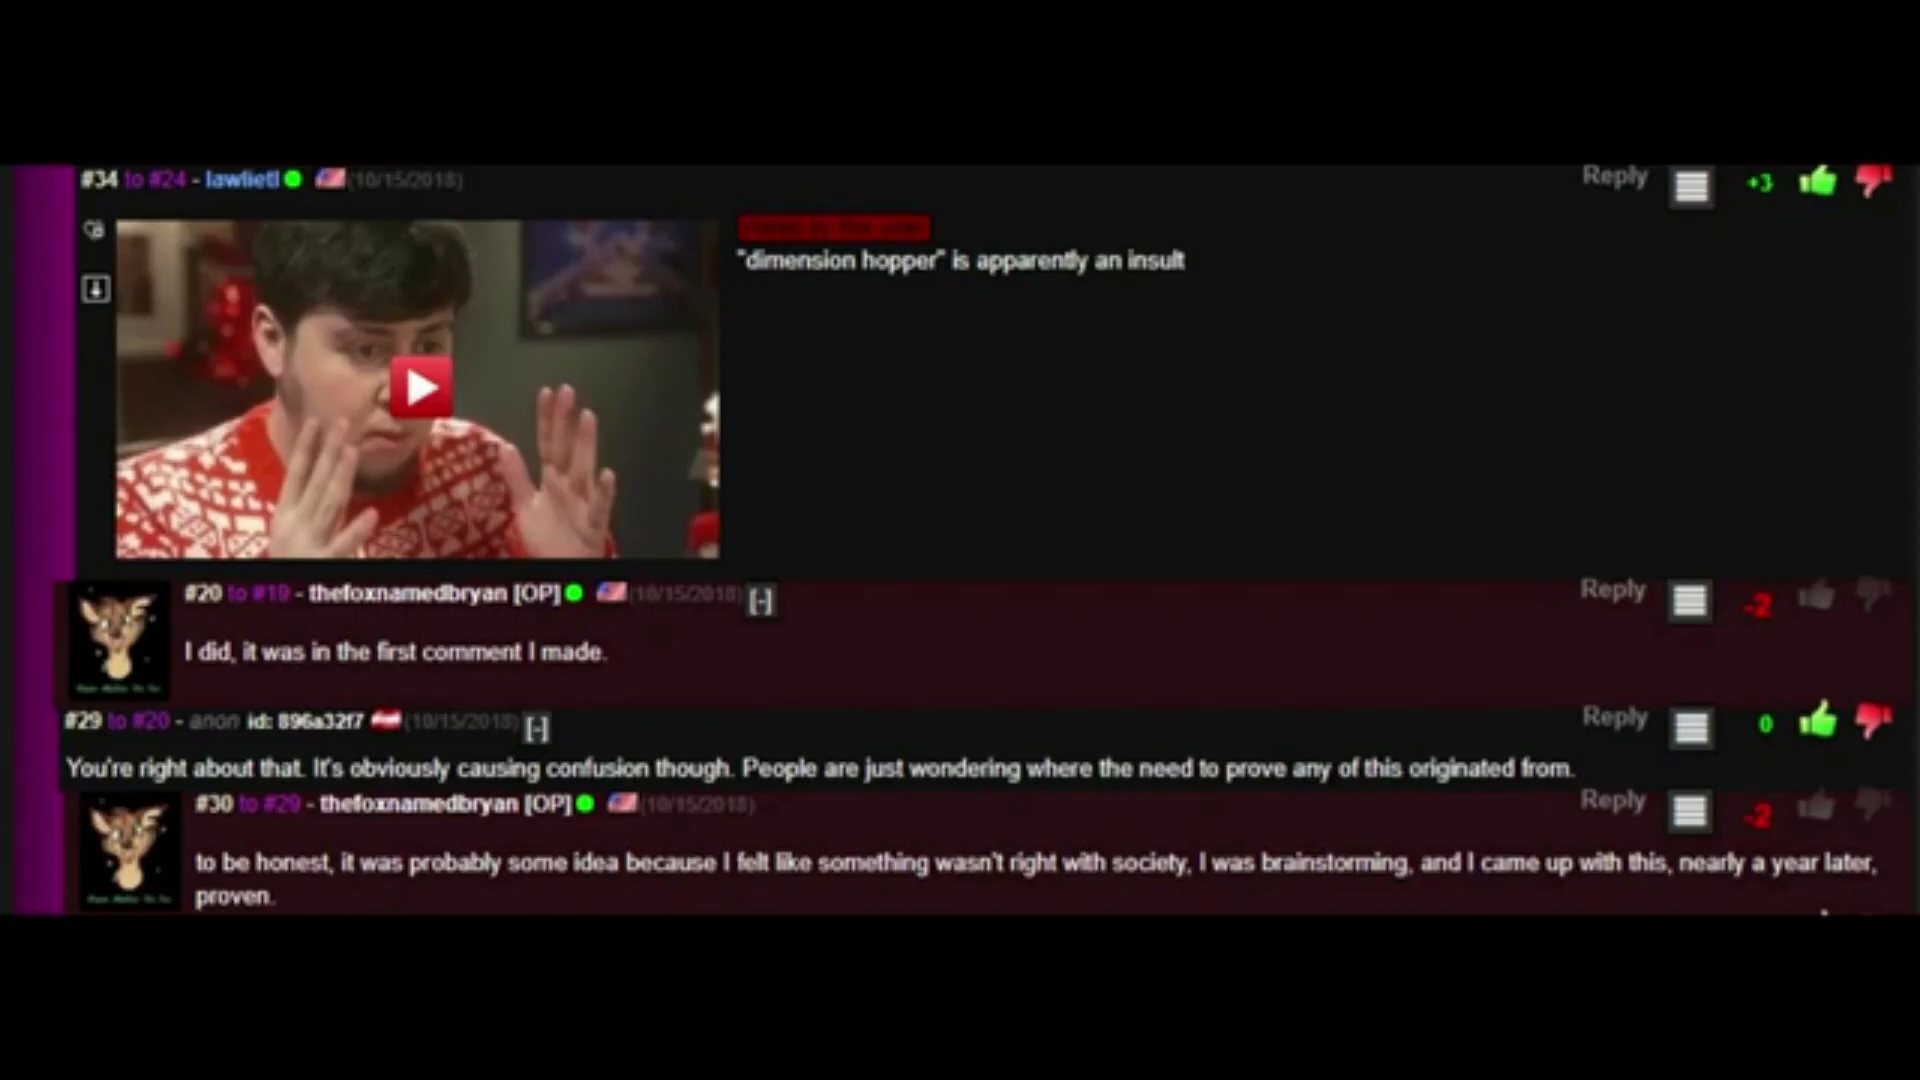 #34 to #24 - lawlietl (10/15/2018) Reply +3
"dimension hopper" is apparently an insult
#20 to #19 - thefoxnamedbryan [OP] (10/15/2018) [-] Reply -2
I did, it was in the first comment I made.
#29 to #20 - anon id: 896a32f7 (10/15/2018) [-] Reply 0
You're right about that. It's obviously causing confusion though. People are just wondering where the need to prove any of this originated from.
#30 to #29 - thefoxnamedbryan [OP] (10/15/2018) Reply -2
to be honest, it was probably some idea because I felt like something wasn't right with society, I was brainstorming, and I came up with this, nearly a year later,
proven.